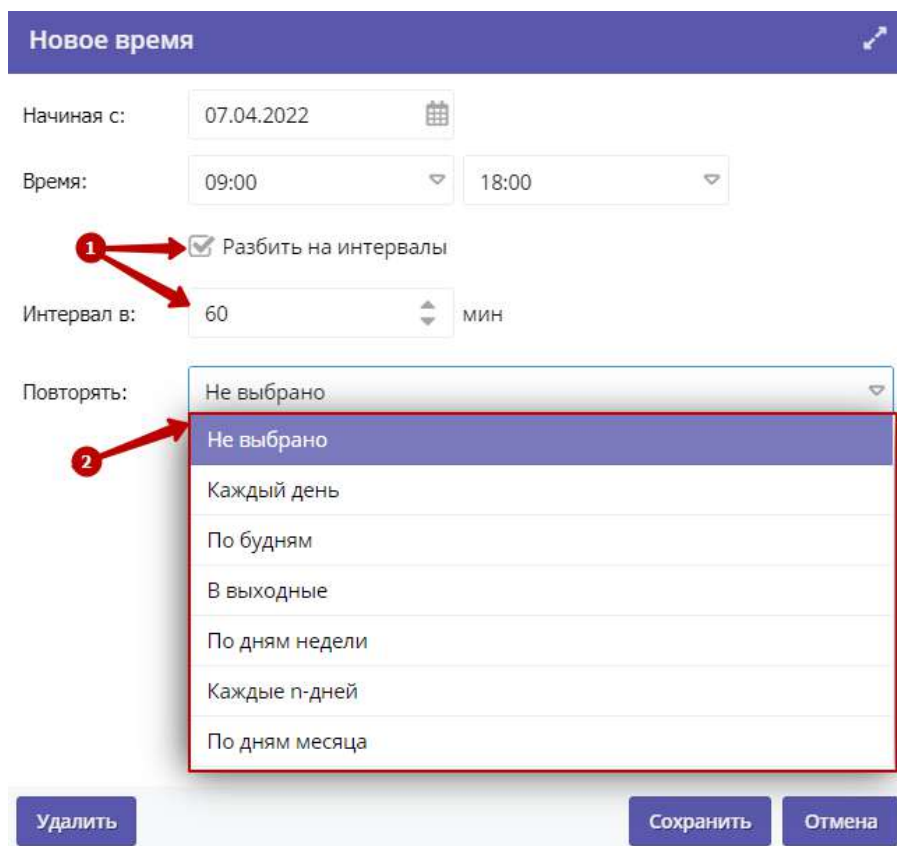 Новое время
Начиная с: 07.04.2022
Время: 09:00 18:00
1 Разбить на интервалы
Интервал в: 60 мин
Повторять: Не выбрано
Не выбрано
2
Каждый день
По будням
В выходные
По дням недели
Каждые n-дней
По дням месяца
Удалить Сохранить Отмена